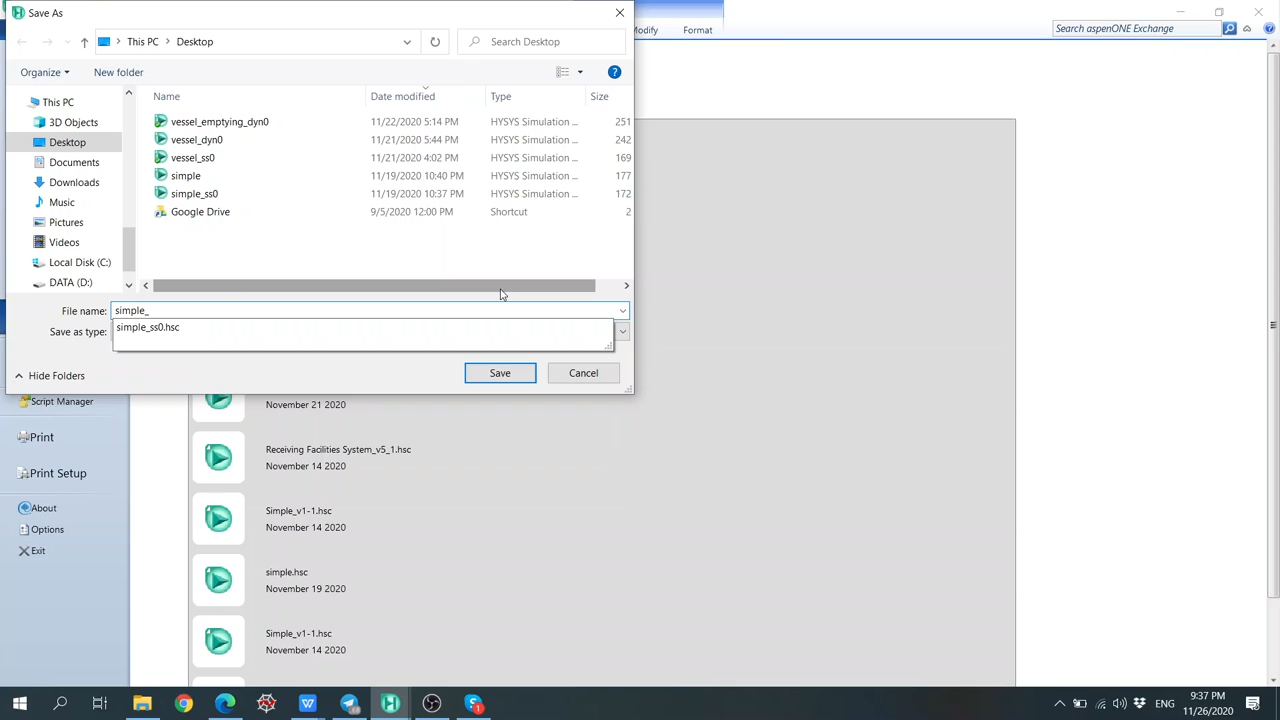 Save As
Modify
Format
Search aspenONE Exchange
This PC
Desktop
Search Desktop
Organize
New folder
Name
Date modified
Type
Size
This PC
3D Objects
Desktop
Documents
Downloads
Music
Pictures
Videos
Local Disk (C:)
DATA (D:)
vessel_emptying_dyn0 11/22/2020 5:14 PM HYSYS Simulation ... 251
vessel_dyn0 11/21/2020 5:44 PM HYSYS Simulation ... 242
vessel_ss0 11/21/2020 4:02 PM HYSYS Simulation ... 169
simple 11/19/2020 10:40 PM HYSYS Simulation ... 177
simple_ss0 11/19/2020 10:37 PM HYSYS Simulation ... 172
Google Drive 9/5/2020 12:00 PM Shortcut 2
File name: simple_
simple_ss0.hsc
Save as type:
Hide Folders
Save
Cancel
Script Manager
Print
Print Setup
About
Options
Exit
November 21 2020
Receiving Facilities System_v5_1.hsc
November 14 2020
Simple_v1-1.hsc
November 14 2020
simple.hsc
November 19 2020
Simple_v1-1.hsc
November 14 2020
ENG
9:37 PM
11/26/2020